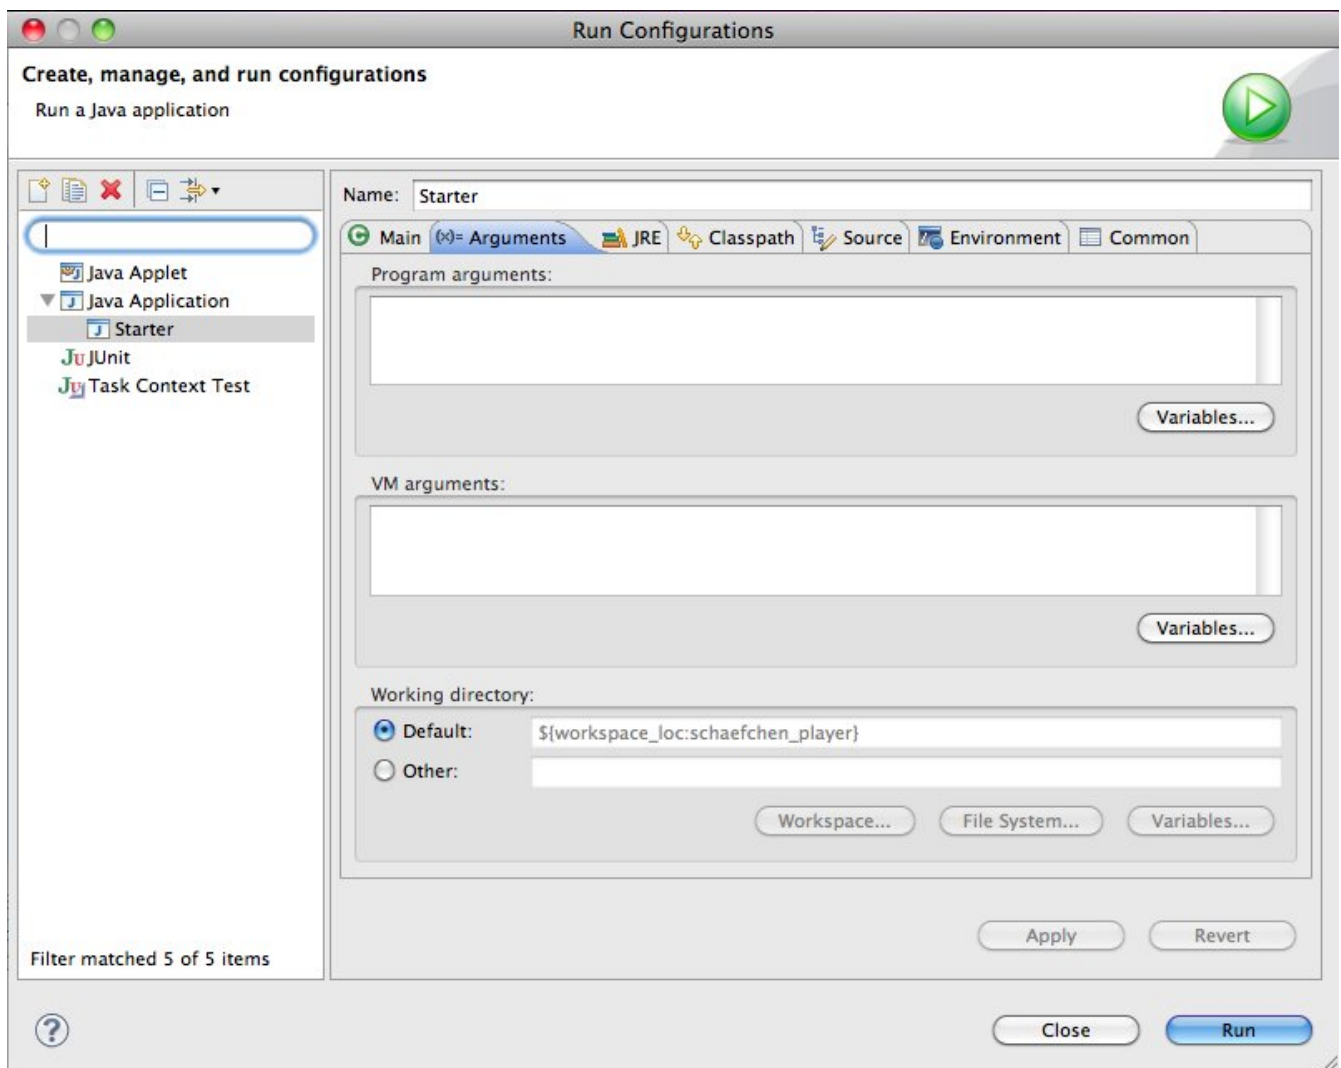 Run Configurations
Create, manage, and run configurations
Run a Java application
Java Applet
Java Application
Starter
JUnit
Task Context Test
Filter matched 5 of 5 items
Name: Starter
Main (x)= Arguments JRE Classpath Source Environment Common
Program arguments:
Variables...
VM arguments:
Variables...
Working directory:
Default: ${workspace_loc:schaefchen_player}
Other:
Workspace... File System... Variables...
Apply Revert
Close Run